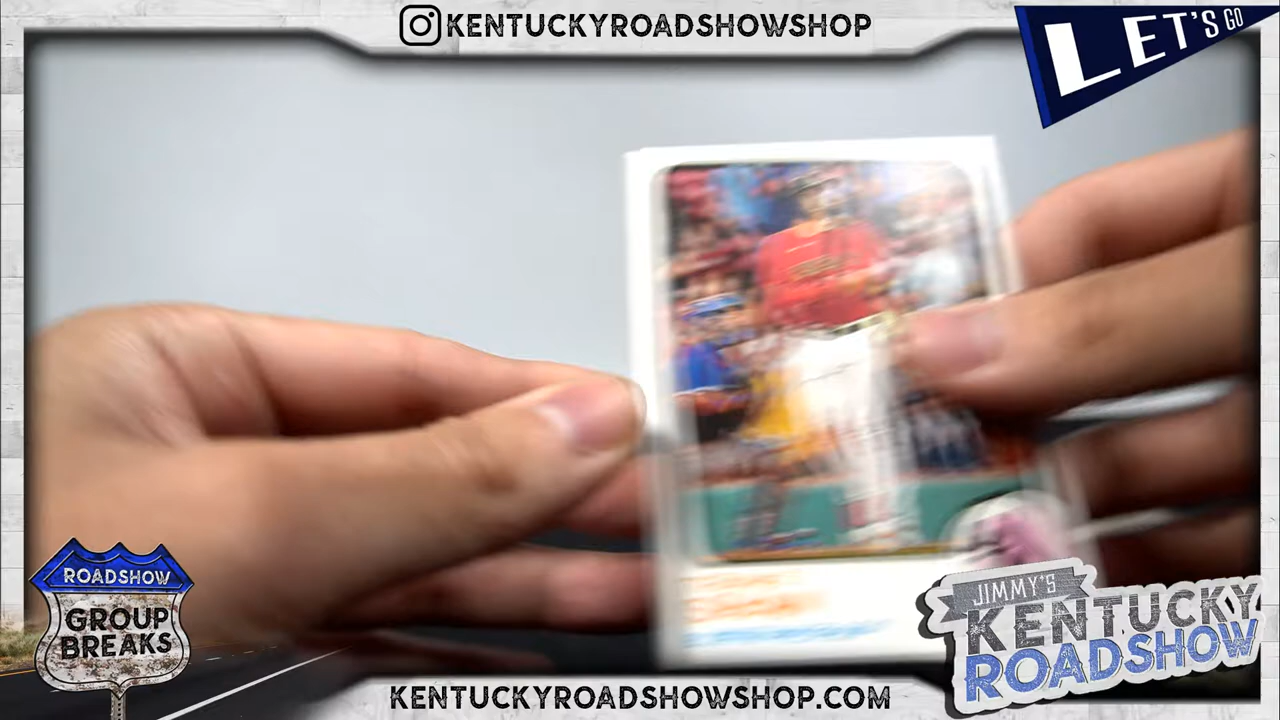 KENTUCKYROADSHOWSHOP
LET'S GO
ROADSHOW
GROUP
BREAKS
JIMMY'S
KENTUCKY
ROADSHOW
KENTUCKYROADSHOWSHOP.COM